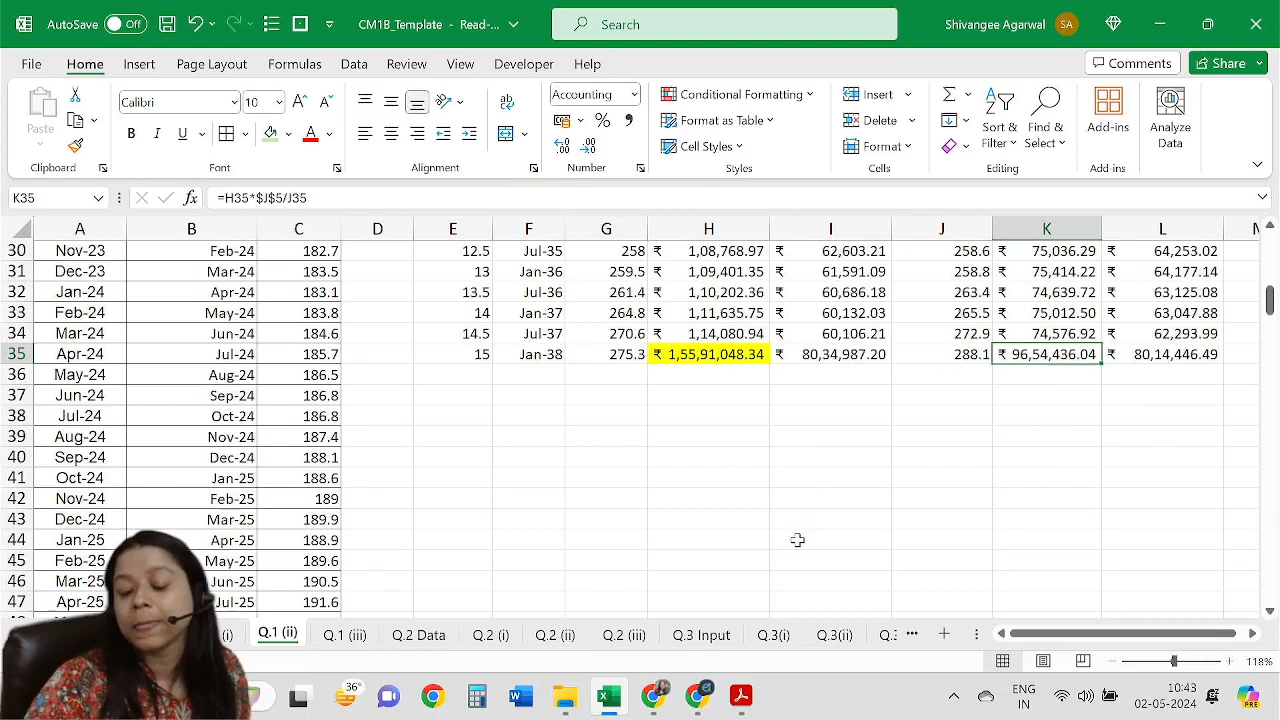 AutoSave Off CM1B_Template - Read-... Search Shivangee Agarwal SA
File Home Insert Page Layout Formulas Data Review View Developer Help Comments Share
Paste Calibri 10 Accounting Conditional Formatting Insert
B I U A Format as Table Delete Sort & Filter Find & Select Add-ins Analyze Data
Cell Styles Format
Clipboard Font Alignment Number Styles Cells Editing Add-ins
K35 fx =H35*$J$5/J35
A B C D E F G H I J K L M
30 Nov-23 Feb-24 182.7 12.5 Jul-35 258 ₹ 1,08,768.97 ₹ 62,603.21 258.6 ₹ 75,036.29 ₹ 64,253.02
31 Dec-23 Mar-24 183.5 13 Jan-36 259.5 ₹ 1,09,401.35 ₹ 61,591.09 258.8 ₹ 75,414.22 ₹ 64,177.14
32 Jan-24 Apr-24 183.1 13.5 Jul-36 261.4 ₹ 1,10,202.36 ₹ 60,686.18 263.4 ₹ 74,639.72 ₹ 63,125.08
33 Feb-24 May-24 183.8 14 Jan-37 264.8 ₹ 1,11,635.75 ₹ 60,132.03 265.5 ₹ 75,012.50 ₹ 63,047.88
34 Mar-24 Jun-24 184.6 14.5 Jul-37 270.6 ₹ 1,14,080.94 ₹ 60,106.21 272.9 ₹ 74,576.92 ₹ 62,293.99
35 Apr-24 Jul-24 185.7 15 Jan-38 275.3 ₹ 1,55,91,048.34 ₹ 80,34,987.20 288.1 ₹ 96,54,436.04 ₹ 80,14,446.49
36 May-24 Aug-24 186.5
37 Jun-24 Sep-24 186.8
38 Jul-24 Oct-24 186.8
39 Aug-24 Nov-24 187.4
40 Sep-24 Dec-24 188.1
41 Oct-24 Jan-25 188.6
42 Nov-24 Feb-25 189
43 Dec-24 Mar-25 189.9
44 Jan-25 Apr-25 188.9
45 Feb-25 May-25 189.6
46 Mar-25 Jun-25 190.5
47 Apr-25 Jul-25 191.6
(i) Q.1 (ii) Q.1 (iii) Q.2 Data Q.2 (i) Q.2 (ii) Q.2 (iii) Q.3 Input Q.3(i) Q.3(ii) Q.:
118%
36° ENG 10:43
IN 02-05-2024